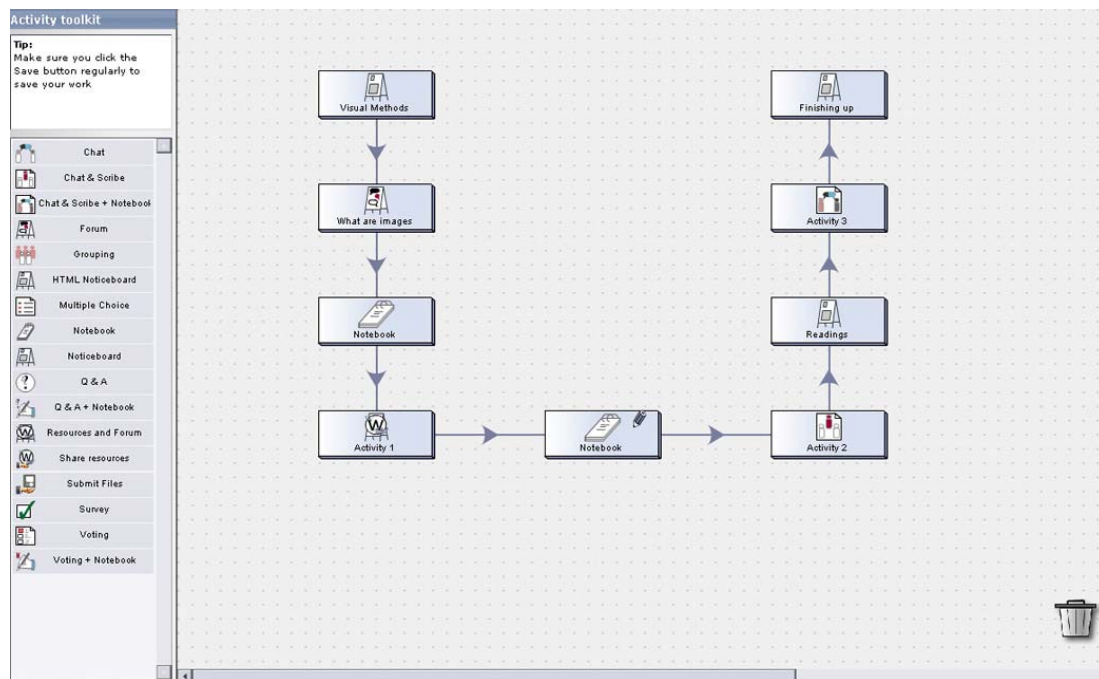 Activity toolkit
Tip:
Make sure you click the
Save button regularly to
save your work
Chat
Chat & Scribe
Chat & Scribe + Notebook
Forum
Grouping
HTML Noticeboard
Multiple Choice
Notebook
Noticeboard
Q & A
Q & A + Notebook
Resources and Forum
Share resources
Submit Files
Survey
Voting
Voting + Notebook
Visual Methods
What are images
Notebook
Activity 1
Notebook
Activity 2
Readings
Activity 3
Finishing up